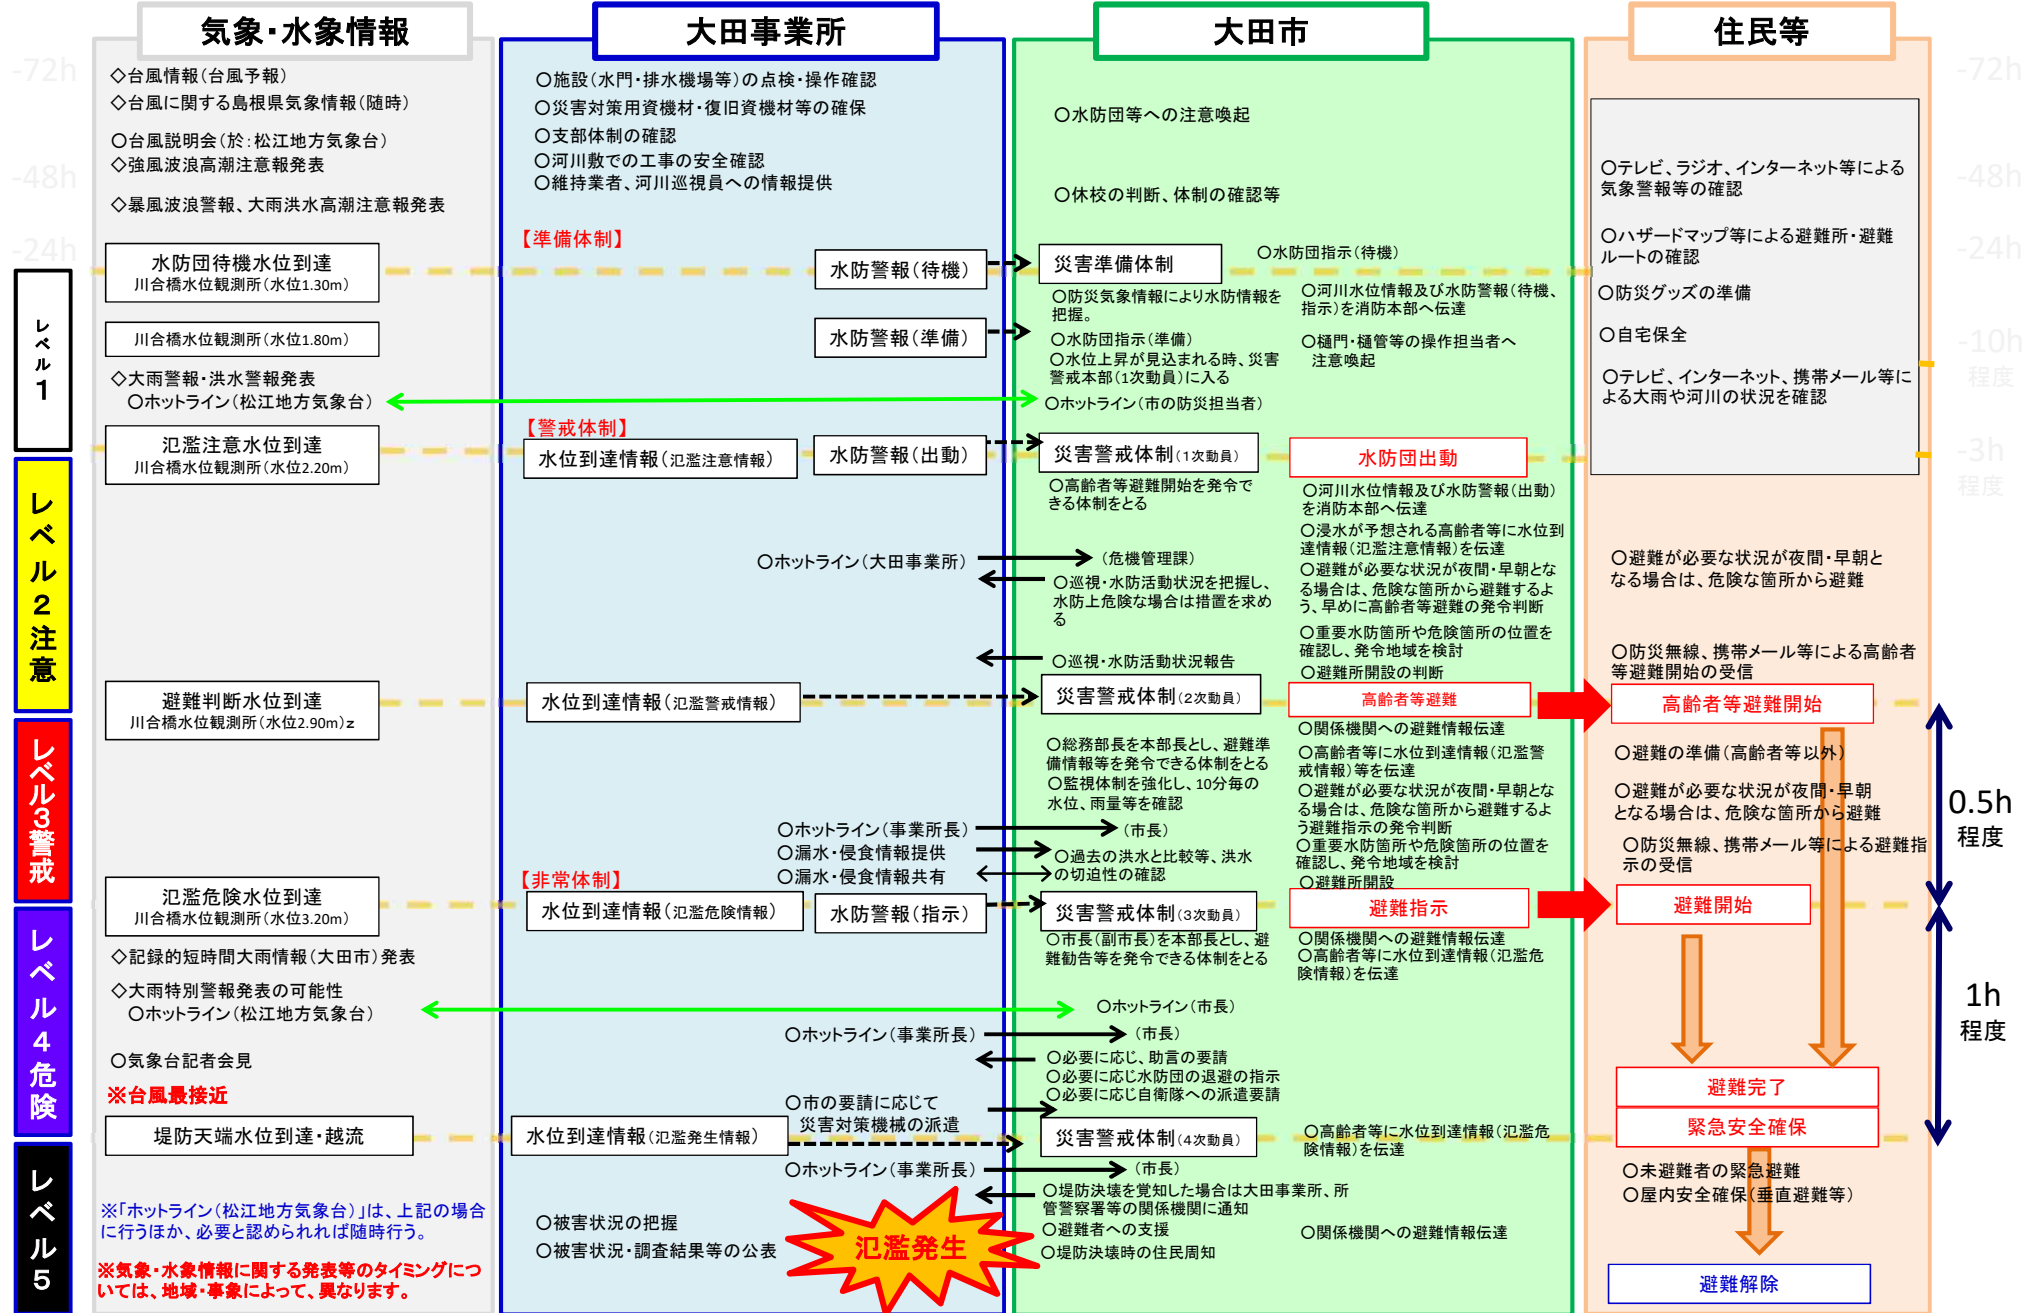 気象・水象情報
大田事業所
大田市
住民等
-72h
-48h
-24h
レベル1
レベル2注意
レベル3警戒
レベル4危険
レベル5
◇台風情報(台風予報)
◇台風に関する島根県気象情報(随時)
○台風説明会(於:松江地方気象台)
◇強風波浪高潮注意報発表
◇暴風波浪警報、大雨洪水高潮注意報発表
水防団待機水位到達
川合橋水位観測所(水位1.30m)
川合橋水位観測所(水位1.80m)
◇大雨警報・洪水警報発表
○ホットライン(松江地方気象台)
氾濫注意水位到達
川合橋水位観測所(水位2.20m)
避難判断水位到達
川合橋水位観測所(水位2.90m)z
氾濫危険水位到達
川合橋水位観測所(水位3.20m)
◇記録的短時間大雨情報(大田市)発表
◇大雨特別警報発表の可能性
○ホットライン(松江地方気象台)
○気象台記者会見
※台風最接近
堤防天端水位到達・越流
※「ホットライン(松江地方気象台)」は、上記の場合
に行うほか、必要と認められれば随時行う。
※気象・水象情報に関する発表等のタイミングにつ
いては、地域・事象によって、異なります。
○施設(水門・排水機場等)の点検・操作確認
○災害対策用資機材・復旧資機材等の確保
○支部体制の確認
○河川敷での工事の安全確認
○維持業者、河川巡視員への情報提供
【準備体制】
水防警報(待機)
水防警報(準備)
【警戒体制】
水位到達情報(氾濫注意情報)
水防警報(出動)
○ホットライン(大田事業所)
水位到達情報(氾濫警戒情報)
○ホットライン(事業所長)
○漏水・侵食情報提供
○漏水・侵食情報共有
【非常体制】
水位到達情報(氾濫危険情報)
水防警報(指示)
○ホットライン(事業所長)
○市の要請に応じて
災害対策機械の派遣
水位到達情報(氾濫発生情報)
○ホットライン(事業所長)
○被害状況の把握
○被害状況・調査結果等の公表
氾濫発生
○水防団等への注意喚起
○休校の判断、体制の確認等
災害準備体制
○水防団指示(待機)
○防災気象情報により水防情報を
把握。
○水防団指示(準備)
○水位上昇が見込まれる時、災害
警戒本部(1次動員)に入る
○ホットライン(市の防災担当者)
○河川水位情報及び水防警報(待機、
指示)を消防本部へ伝達
○樋門・樋管等の操作担当者へ
注意喚起
災害警戒体制(1次動員)
水防団出動
○高齢者等避難開始を発令で
きる体制をとる
(危機管理課)
○巡視・水防活動状況を把握し、
水防上危険な場合は措置を求め
る
○巡視・水防活動状況報告
○河川水位情報及び水防警報(出動)
を消防本部へ伝達
○浸水が予想される高齢者等に水位到
達情報(氾濫注意情報)を伝達
○避難が必要な状況が夜間・早朝とな
る場合は、危険な箇所から避難するよ
う、早めに高齢者等避難の発令判断
○重要水防箇所や危険箇所の位置を
確認し、発令地域を検討
○避難所開設の判断
災害警戒体制(2次動員)
高齢者等避難
○総務部長を本部長とし、避難準
備情報等を発令できる体制をとる
○監視体制を強化し、10分毎の
水位、雨量等を確認
(市長)
○過去の洪水と比較等、洪水
の切迫性の確認
○関係機関への避難情報伝達
○高齢者等に水位到達情報(氾濫警
戒情報)等を伝達
○避難が必要な状況が夜間・早朝とな
る場合は、危険な箇所から避難するよ
う避難指示の発令判断
○重要水防箇所や危険箇所の位置を
確認し、発令地域を検討
○避難所開設
災害警戒体制(3次動員)
避難指示
○市長(副市長)を本部長とし、避
難勧告等を発令できる体制をとる
○関係機関への避難情報伝達
○高齢者等に水位到達情報(氾濫危
険情報)を伝達
○ホットライン(市長)
(市長)
○必要に応じ、助言の要請
○必要に応じ水防団の退避の指示
○必要に応じ自衛隊への派遣要請
災害警戒体制(4次動員)
○高齢者等に水位到達情報(氾濫危
険情報)を伝達
(市長)
○堤防決壊を覚知した場合は大田事業所、所
管警察署等の関係機関に通知
○避難者への支援
○堤防決壊時の住民周知
○関係機関への避難情報伝達
○テレビ、ラジオ、インターネット等による
気象警報等の確認
○ハザードマップ等による避難所・避難
ルートの確認
○防災グッズの準備
○自宅保全
○テレビ、インターネット、携帯メール等に
よる大雨や河川の状況を確認
○避難が必要な状況が夜間・早朝と
なる場合は、危険な箇所から避難
○防災無線、携帯メール等による高齢者
等避難開始の受信
高齢者等避難開始
○避難の準備(高齢者等以外)
○避難が必要な状況が夜間・早朝
となる場合は、危険な箇所から避難
○防災無線、携帯メール等による避難指
示の受信
避難開始
避難完了
緊急安全確保
○未避難者の緊急避難
○屋内安全確保(垂直避難等)
避難解除
-72h
-48h
-24h
-10h
程度
-3h
程度
0.5h
程度
1h
程度